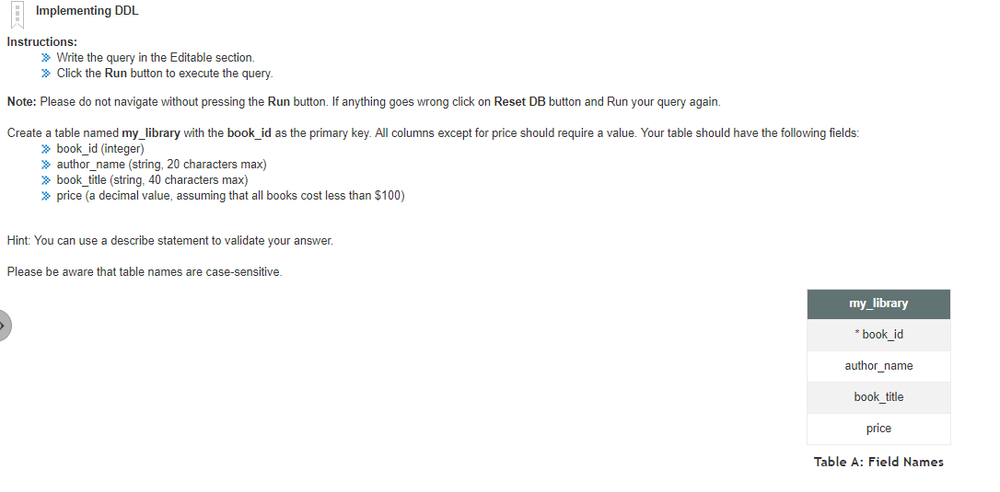 Implementing DDL
Instructions:
Write the query in the Editable section.
Click the Run button to execute the query.
Note: Please do not navigate without pressing the Run button. If anything goes wrong click on Reset DB button and Run your query again.
Create a table named my_library with the book_id as the primary key. All columns except for price should require a value. Your table should have the following fields:
book_id (integer)
author_name (string, 20 characters max)
book_title (string, 40 characters max)
price (a decimal value, assuming that all books cost less than $100)
Hint: You can use a describe statement to validate your answer.
Please be aware that table names are case-sensitive.
my_library
* book_id
author_name
book_title
price
Table A: Field Names